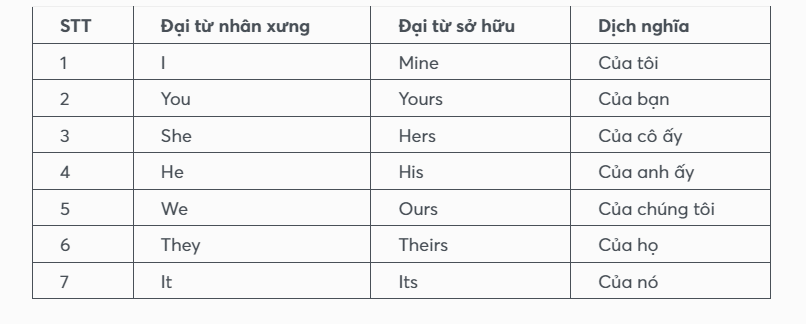 STT Đại từ nhân xưng Đại từ sở hữu Dịch nghĩa
1 I Mine Của tôi
2 You Yours Của bạn
3 She Hers Của cô ấy
4 He His Của anh ấy
5 We Ours Của chúng tôi
6 They Theirs Của họ
7 It Its Của nó